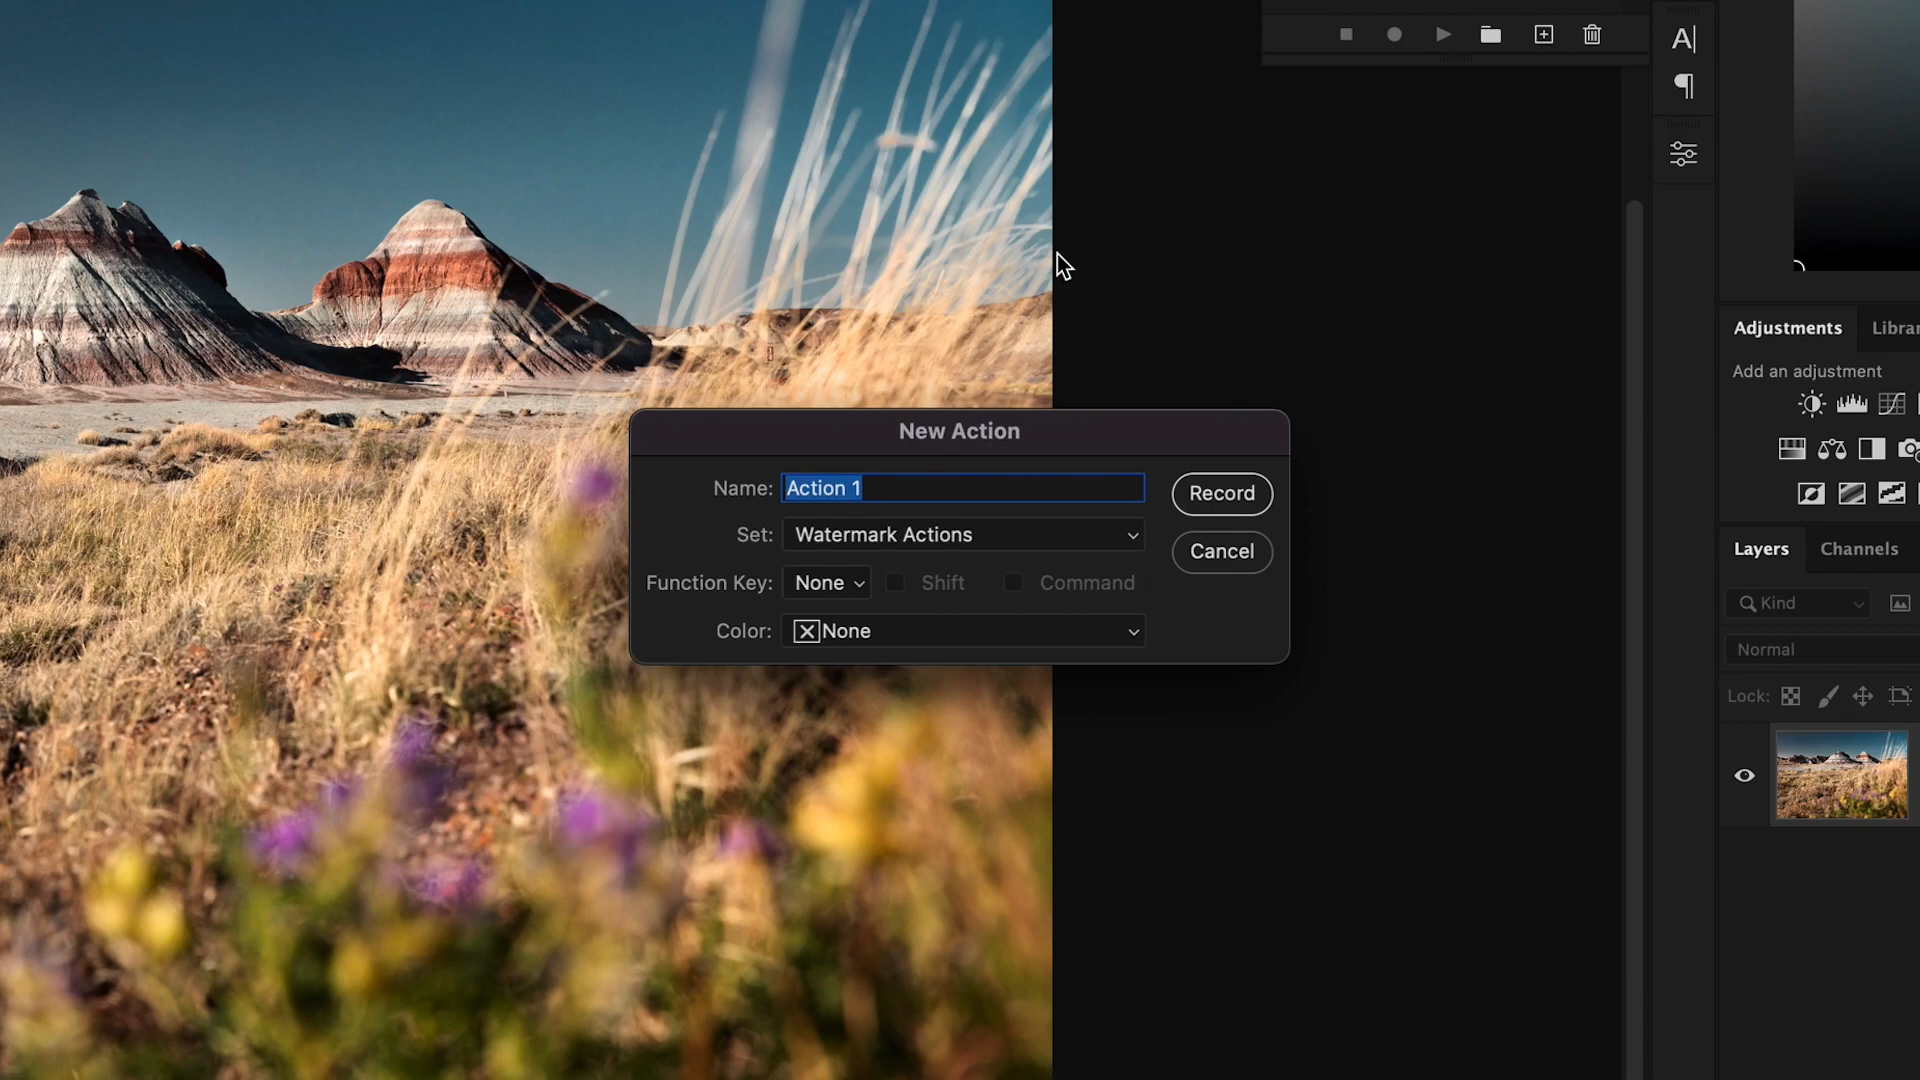 New Action
Name: Action 1
Record
Set: Watermark Actions
Cancel
Function Key: None Shift Command
Color: None
Adjustments
Add an adjustment
Layers Channels
Kind
Normal
Lock: